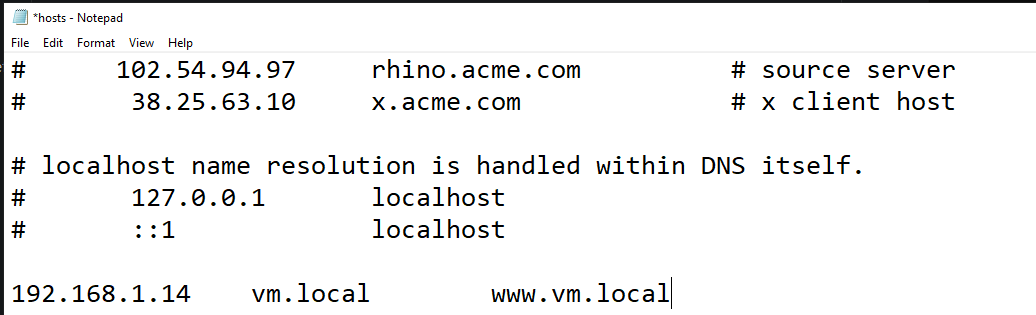 *hosts - Notepad
File Edit Format View Help
# 102.54.94.97 rhino.acme.com # source server
# 38.25.63.10 x.acme.com # x client host
# localhost name resolution is handled within DNS itself.
# 127.0.0.1 localhost
# ::1 localhost
192.168.1.14 vm.local www.vm.local